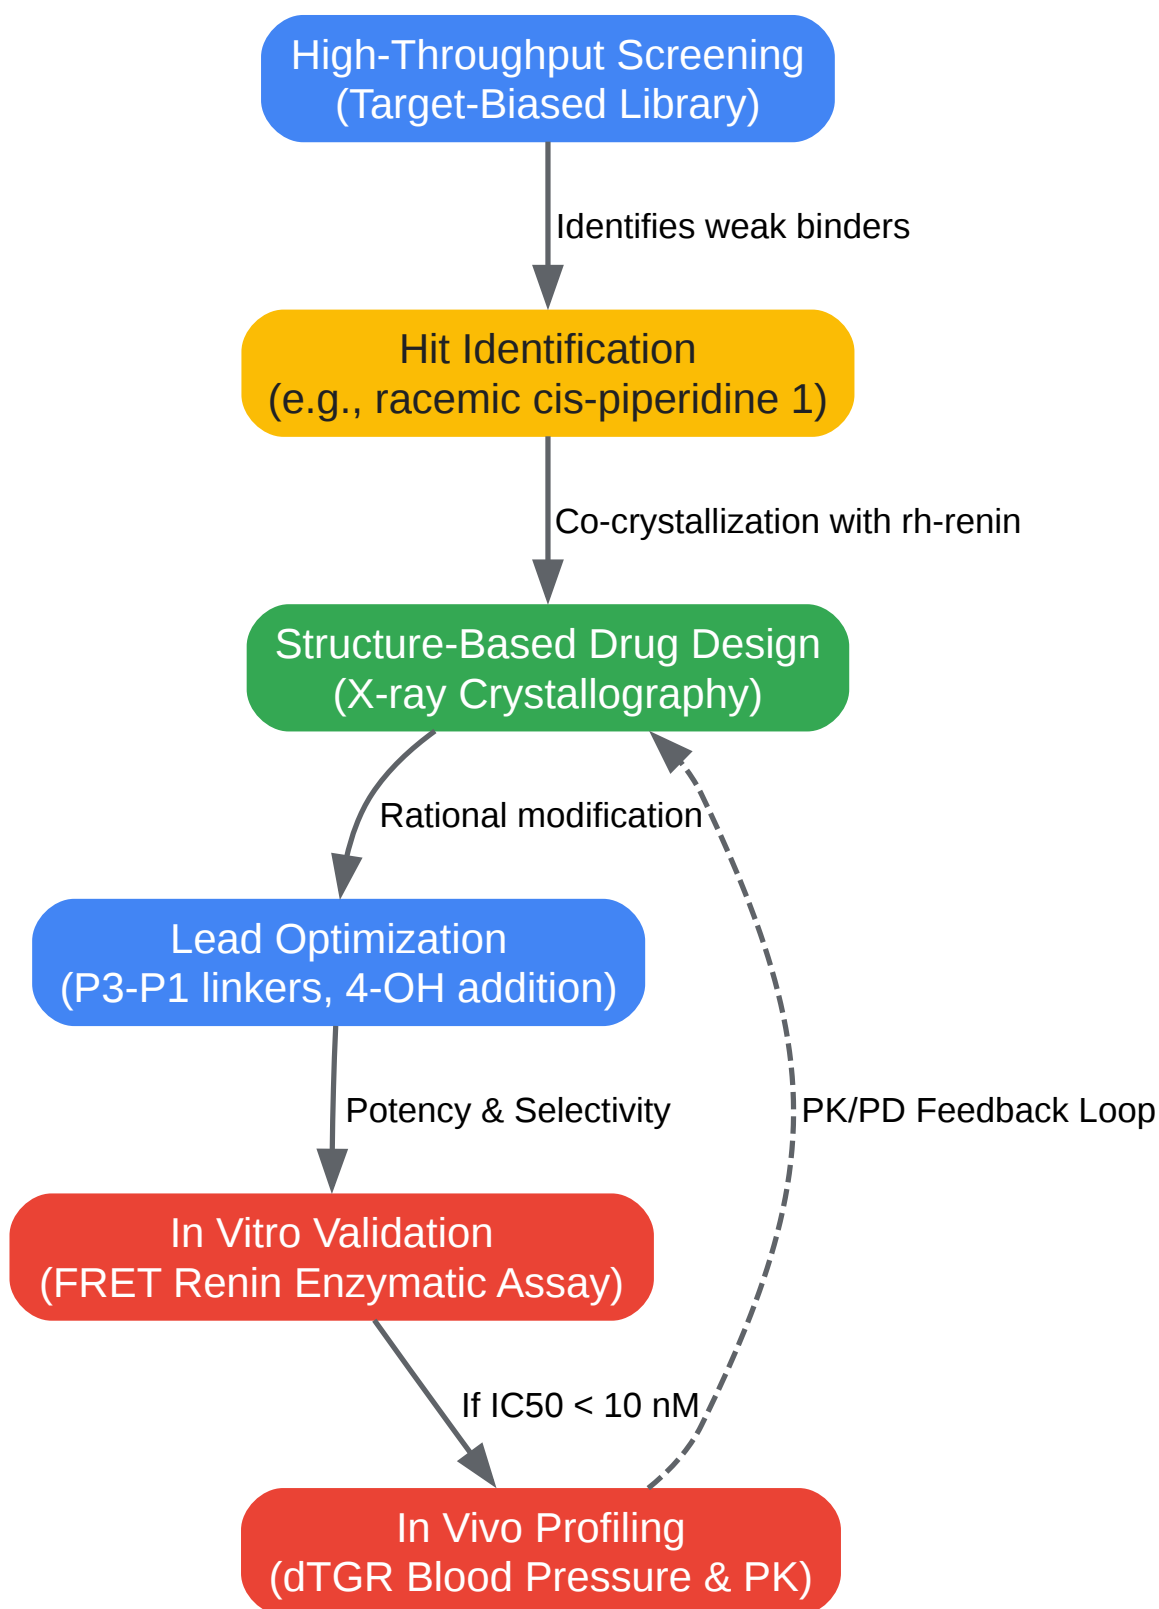 High-Throughput Screening
(Target-Biased Library)
Identifies weak binders
Hit Identification
(e.g., racemic cis-piperidine 1)
Co-crystallization with rh-renin
Structure-Based Drug Design
(X-ray Crystallography)
Rational modification
Lead Optimization
(P3-P1 linkers, 4-OH addition)
Potency & Selectivity
PK/PD Feedback Loop
In Vitro Validation
(FRET Renin Enzymatic Assay)
If IC50 < 10 nM
In Vivo Profiling
(dTGR Blood Pressure & PK)